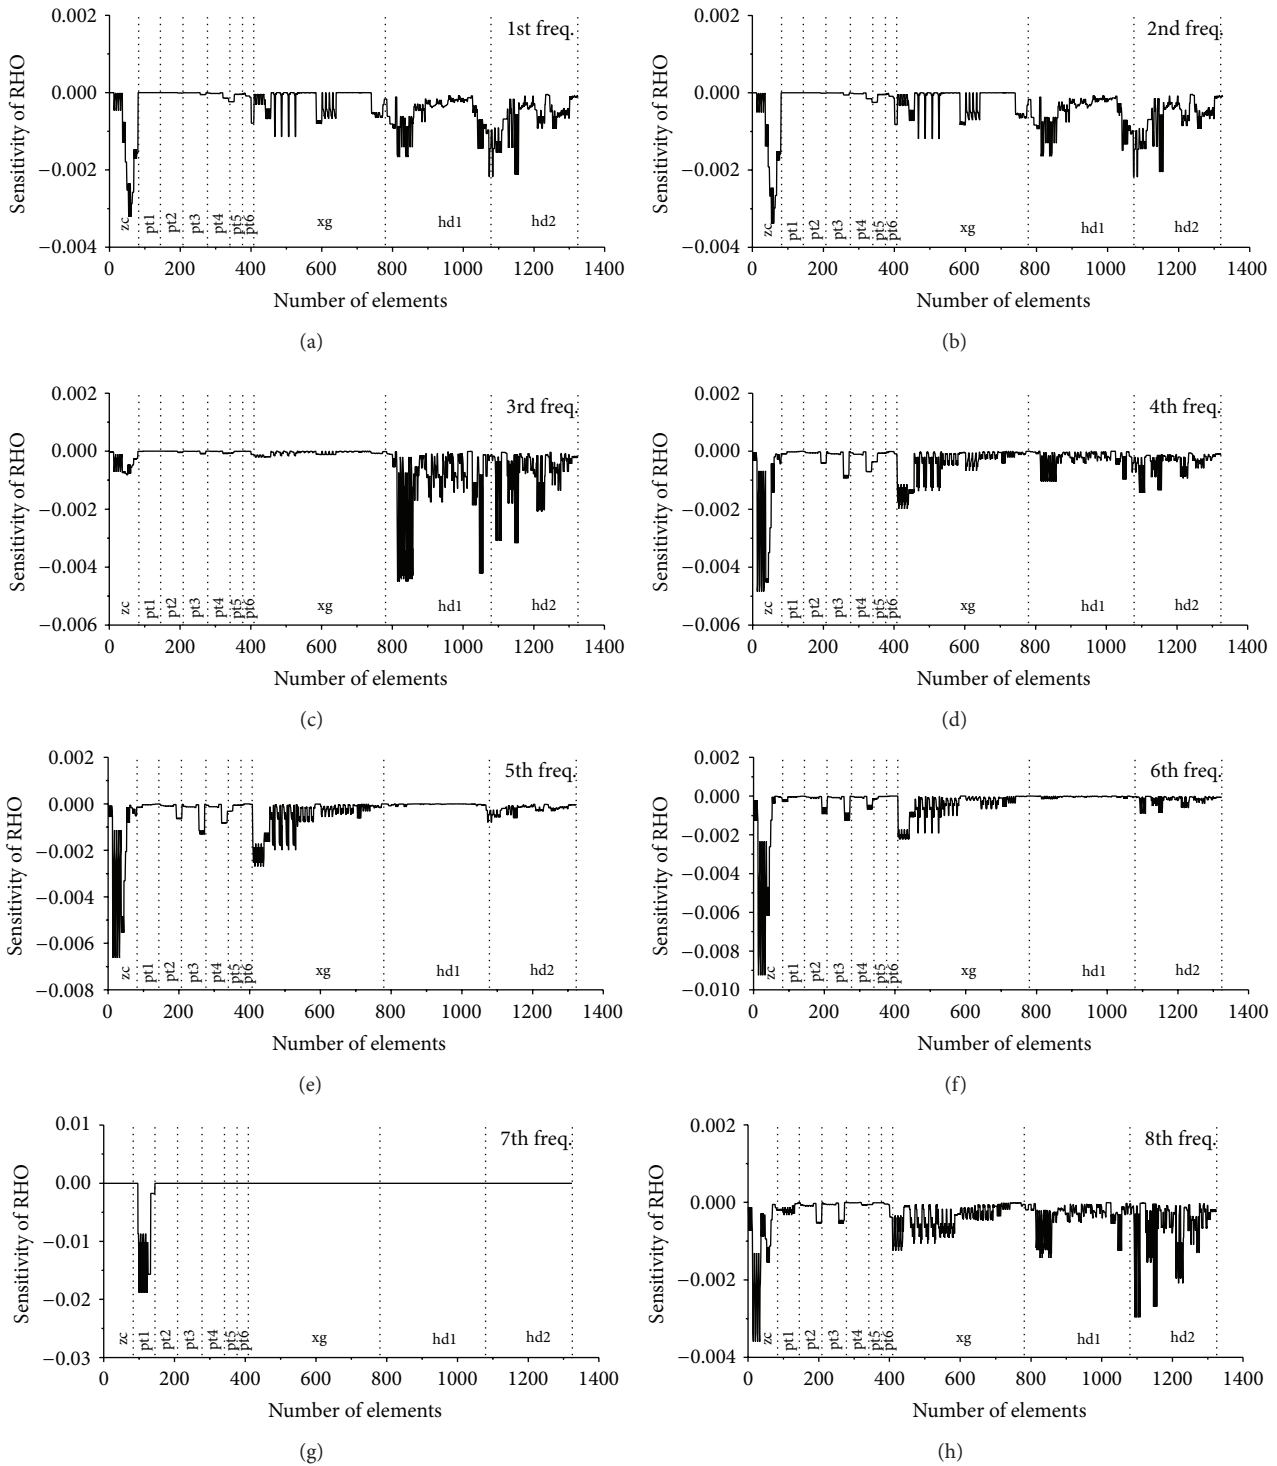 1st freq.
Sensitivity of RHO
0.002
0.000
−0.002
−0.004
zc pt1 pt2 pt3 pt4 pt5 pt6 xg hd1 hd2
0 200 400 600 800 1000 1200 1400
Number of elements
(a)
2nd freq.
Sensitivity of RHO
0.002
0.000
−0.002
−0.004
zc pt1 pt2 pt3 pt4 pt5 pt6 xg hd1 hd2
0 200 400 600 800 1000 1200 1400
Number of elements
(b)
3rd freq.
Sensitivity of RHO
0.002
0.000
−0.002
−0.004
−0.006
zc pt1 pt2 pt3 pt4 pt5 pt6 xg hd1 hd2
0 200 400 600 800 1000 1200 1400
Number of elements
(c)
4th freq.
Sensitivity of RHO
0.002
0.000
−0.002
−0.004
−0.006
zc pt1 pt2 pt3 pt4 pt5 pt6 xg hd1 hd2
0 200 400 600 800 1000 1200 1400
Number of elements
(d)
5th freq.
Sensitivity of RHO
0.002
0.000
−0.002
−0.004
−0.006
−0.008
zc pt1 pt2 pt3 pt4 pt5 pt6 xg hd1 hd2
0 200 400 600 800 1000 1200 1400
Number of elements
(e)
6th freq.
Sensitivity of RHO
0.002
0.000
−0.002
−0.004
−0.006
−0.008
−0.010
zc pt1 pt2 pt3 pt4 pt5 pt6 xg hd1 hd2
0 200 400 600 800 1000 1200 1400
Number of elements
(f)
7th freq.
Sensitivity of RHO
0.01
0.00
−0.01
−0.02
−0.03
zc pt1 pt2 pt3 pt4 pt5 pt6 xg hd1 hd2
0 200 400 600 800 1000 1200 1400
Number of elements
(g)
8th freq.
Sensitivity of RHO
0.002
0.000
−0.002
−0.004
zc pt1 pt2 pt3 pt4 pt5 pt6 xg hd1 hd2
0 200 400 600 800 1000 1200 1400
Number of elements
(h)